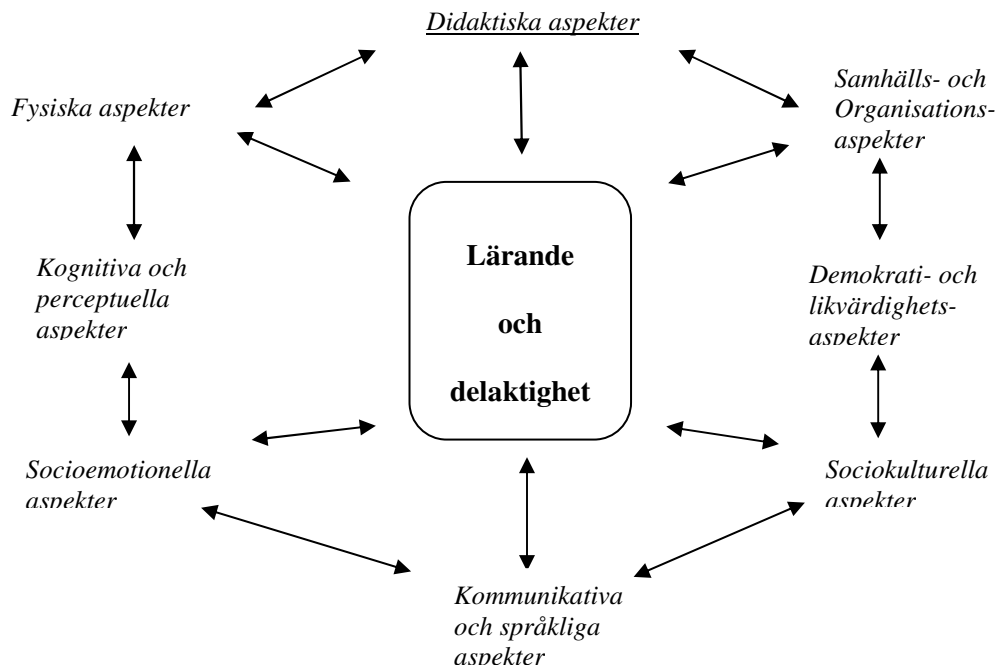 Didaktiska aspekter
Fysiska aspekter
Samhälls- och
Organisations-
aspekter
Lärande
och
delaktighet
Kognitiva och
perceptuella
aspekter
Demokrati- och
likvärdighets-
aspekter
Socioemotionella
aspekter
Sociokulturella
aspekter
Kommunikativa
och språkliga
aspekter